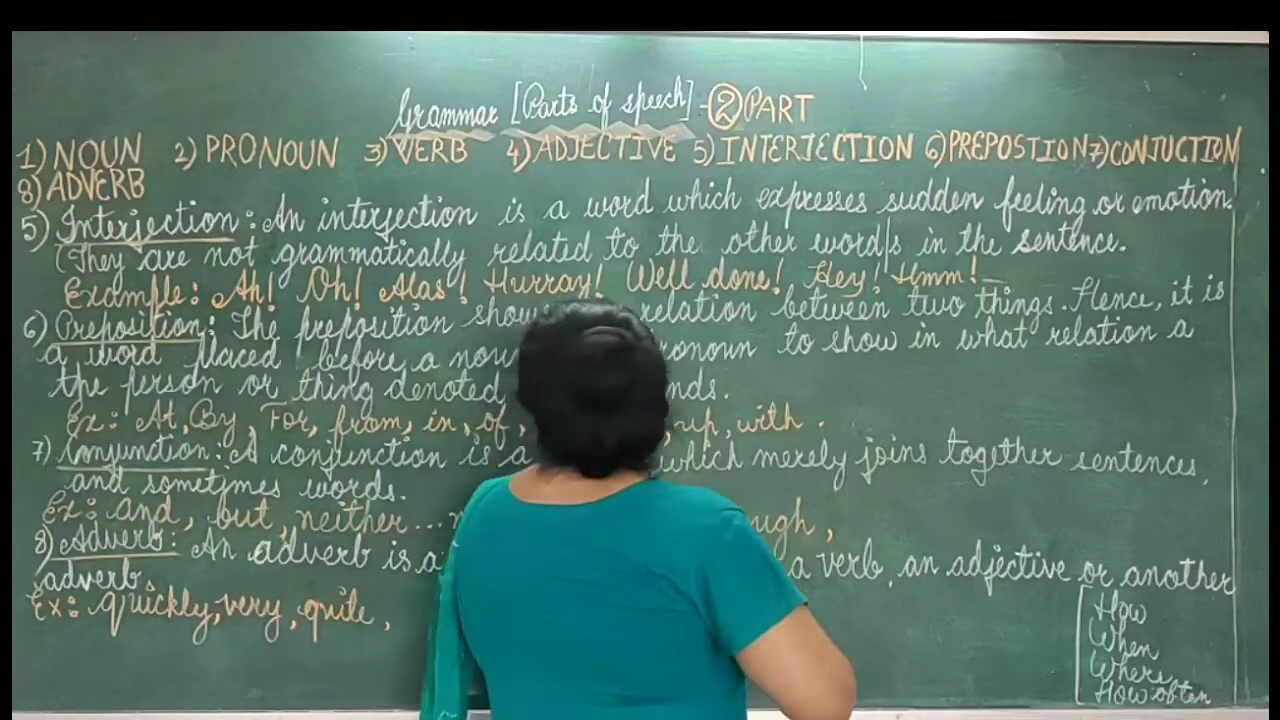 Grammar [Parts of speech] - ② PART
1) NOUN 2) PRONOUN 3) VERB 4) ADJECTIVE 5) INTERJECTION 6) PREPOSTION 7) CONJUCTION
8) ADVERB
5) Interjection: An interjection is a word which expresses sudden feeling or emotion.
(They are not grammatically related to the other words in the sentence.
Example: Ah! Oh! Alas! Hurray! Well done! Hey! Hmm!
6) Preposition: The preposition show relation between two things. Hence, it is
a word placed before a noun pronoun to show in what relation a
the person or thing denoted
Ex: At, By, For, from, in, of, up, with.
7) Conjunction: A conjunction is a which merely joins together sentences,
and sometimes words.
Ex: and, but, neither...
8) Adverb: An adverb is a a verb, an adjective or another
adverb.
Ex: quickly, very, quite,
[How
When
Where
How often